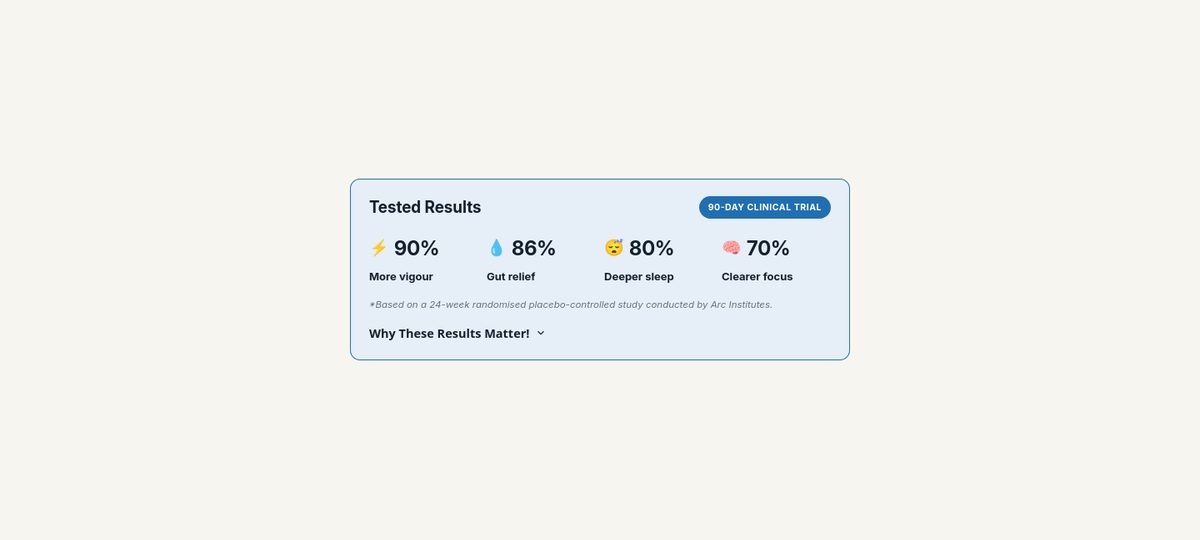 Tested Results
90-DAY CLINICAL TRIAL
⚡ 90%
💧 86%
😴 80%
🧠 70%
More vigour
Gut relief
Deeper sleep
Clearer focus
*Based on a 24-week randomised placebo-controlled study conducted by Arc Institutes.
Why These Results Matter!